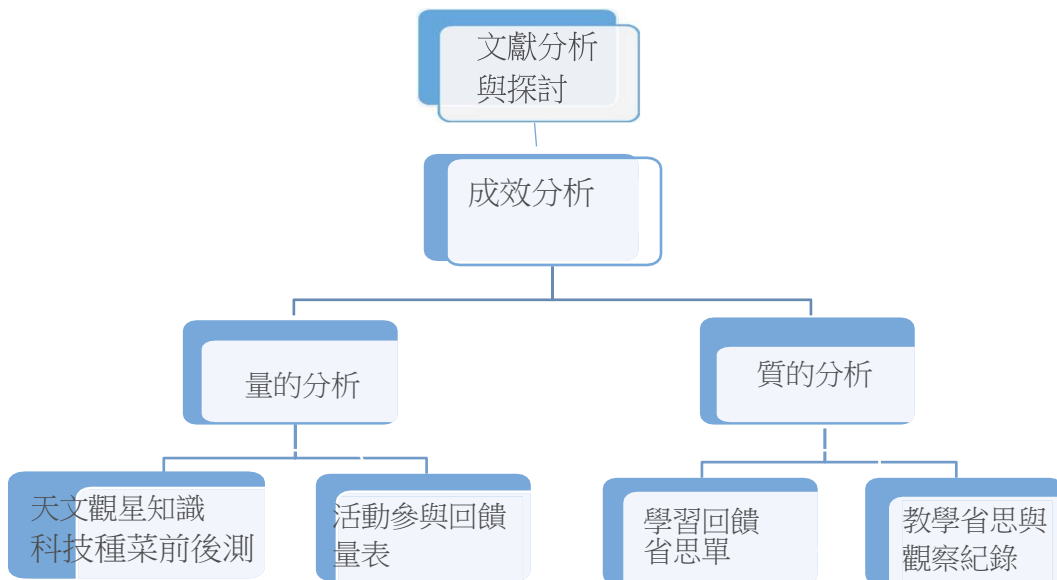 文獻分析
與探討
成效分析
量的分析
質的分析
天文觀星知識
科技種菜前後測
活動參與回饋
量表
學習回饋
省思單
教學省思與
觀察紀錄